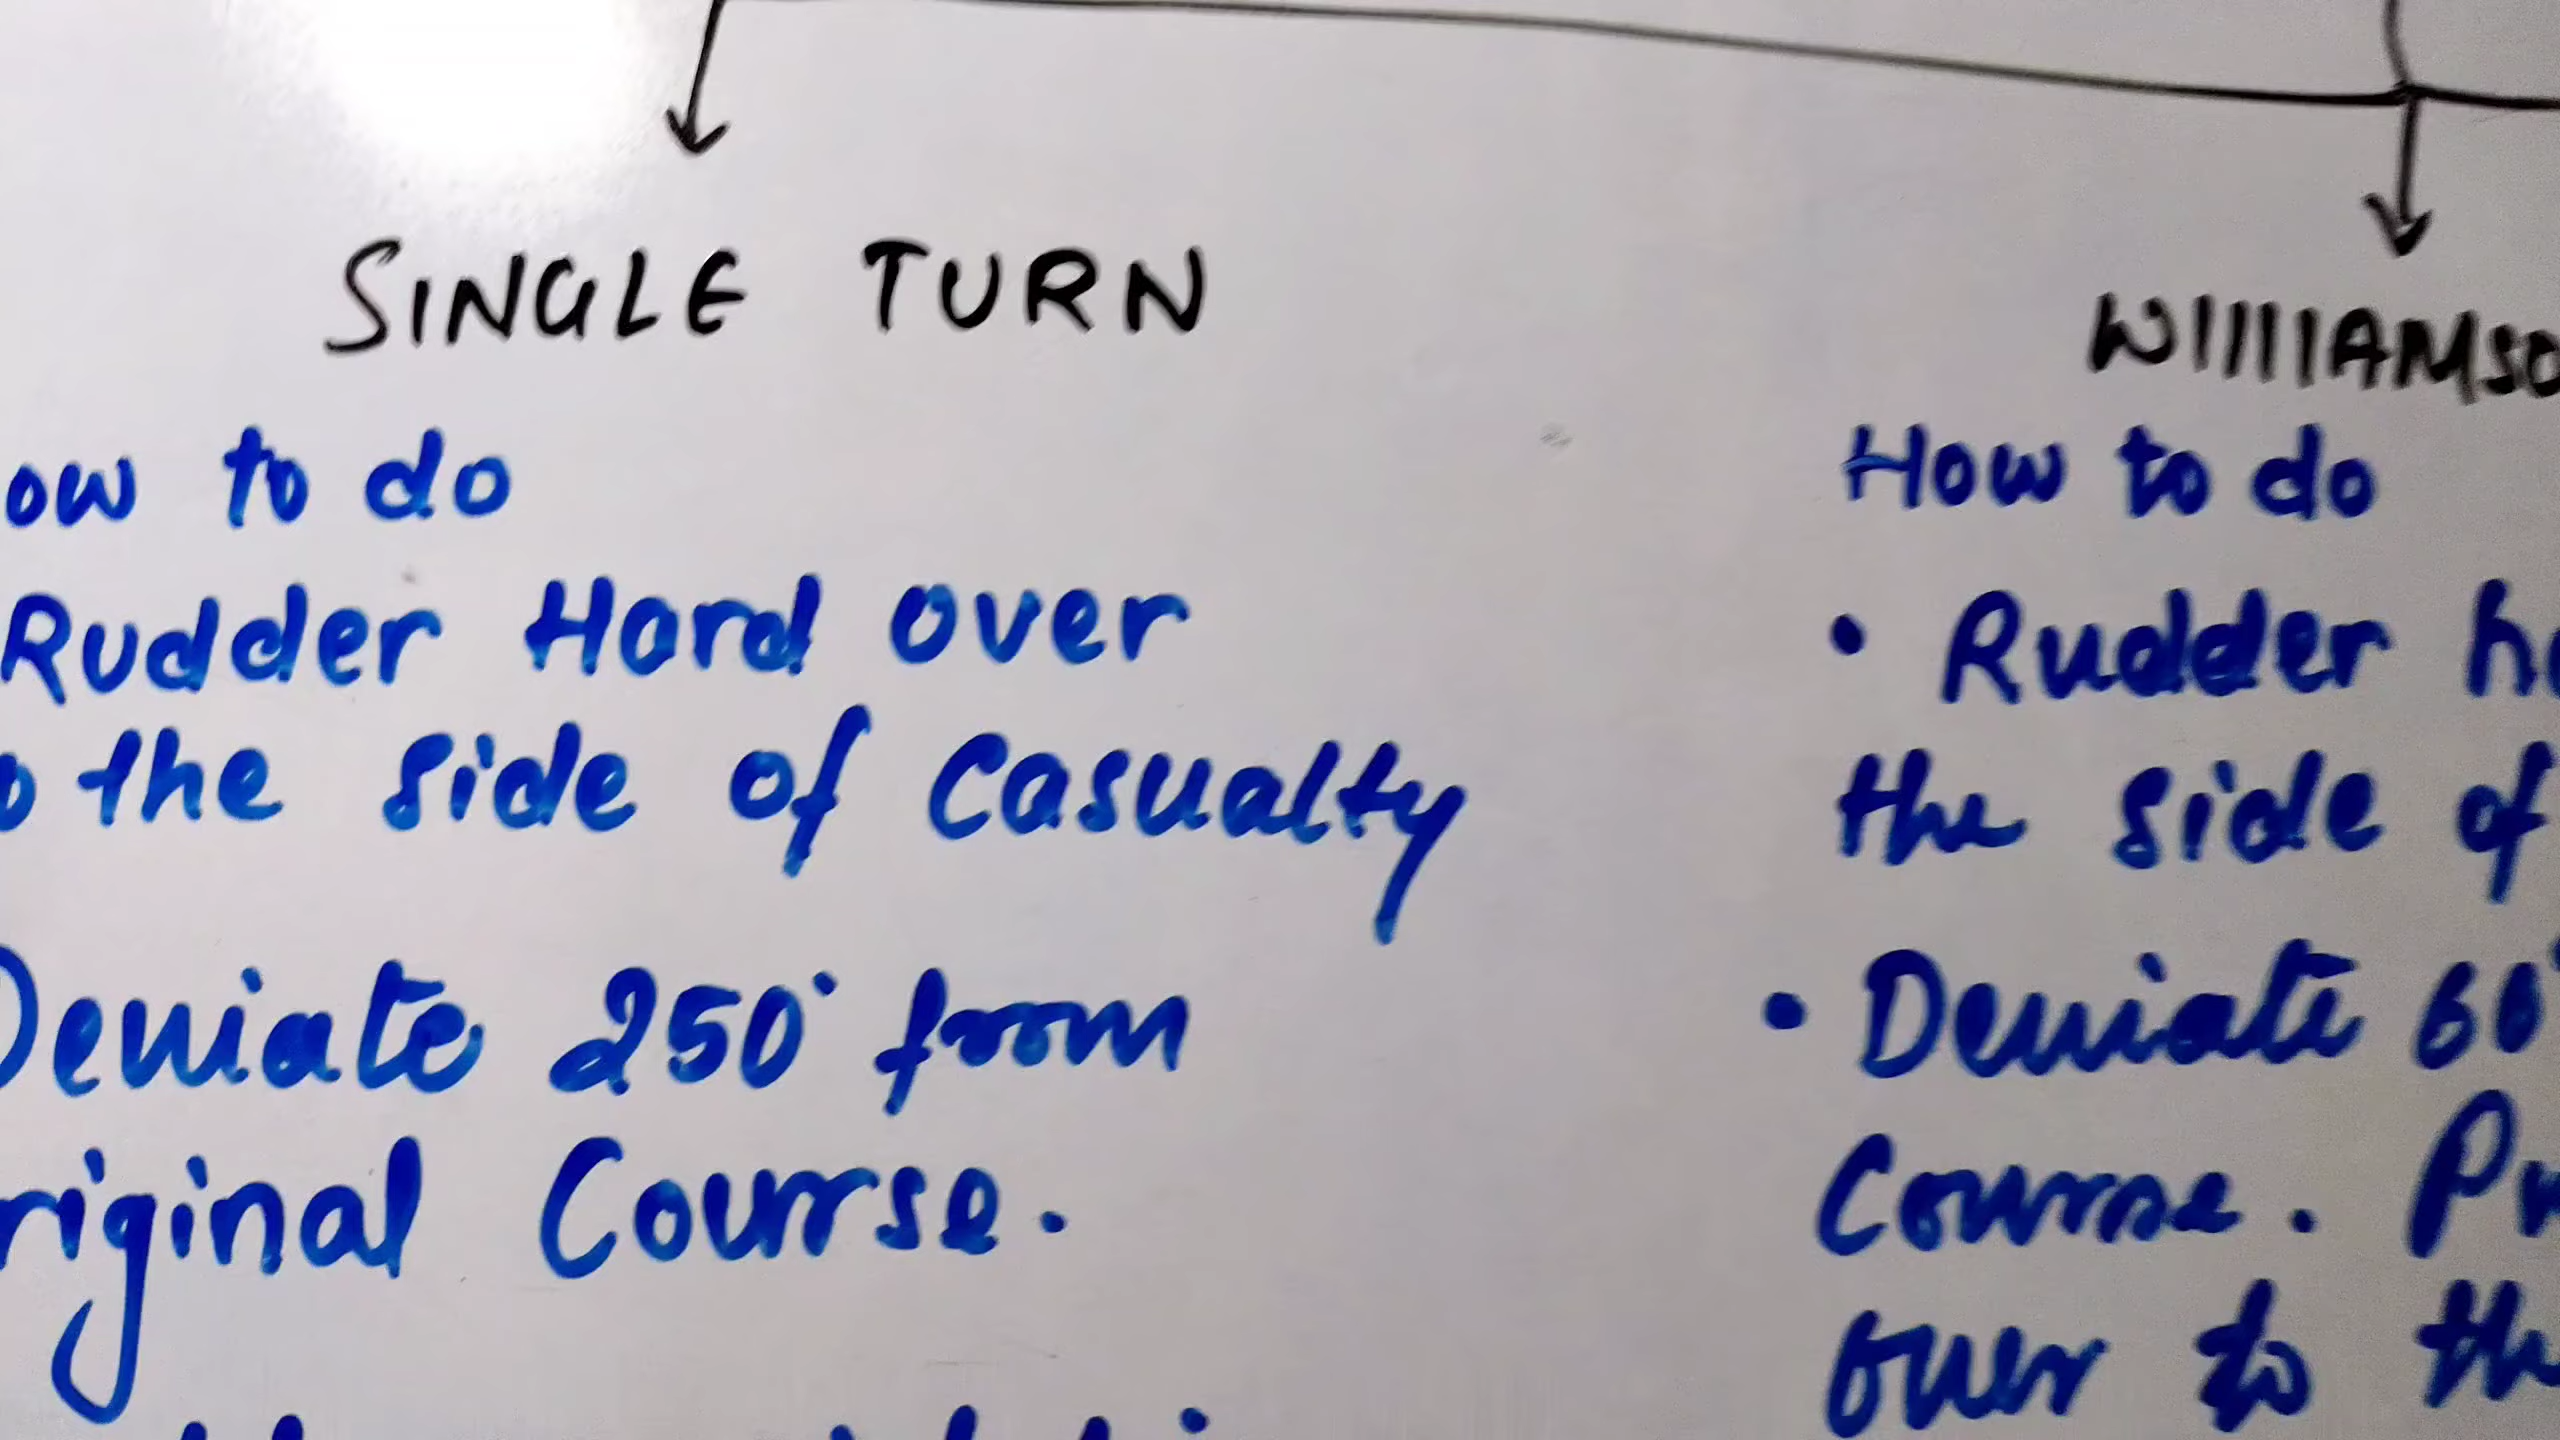 SINGLE TURN
ow to do
Rudder Hard over
o the side of Casualty
Deviate 250° from
riginal Course.
WIIIIAMSO
How to do
• Rudder h
the side of
• Deviate 60°
Course. Pr
over to th